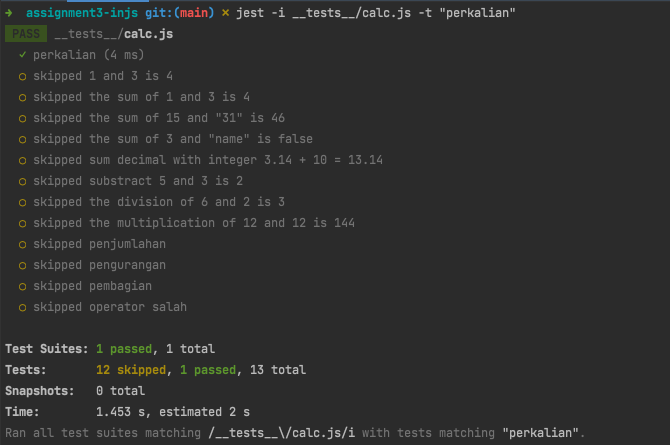 → assignment3-injs git:(main) × jest -i __tests__/calc.js -t "perkalian"
PASS __tests__/calc.js
✓ perkalian (4 ms)
○ skipped 1 and 3 is 4
○ skipped the sum of 1 and 3 is 4
○ skipped the sum of 15 and "31" is 46
○ skipped the sum of 3 and "name" is false
○ skipped sum decimal with integer 3.14 + 10 = 13.14
○ skipped substract 5 and 3 is 2
○ skipped the division of 6 and 2 is 3
○ skipped the multiplication of 12 and 12 is 144
○ skipped penjumlahan
○ skipped pengurangan
○ skipped pembagian
○ skipped operator salah
Test Suites: 1 passed, 1 total
Tests: 12 skipped, 1 passed, 13 total
Snapshots: 0 total
Time: 1.453 s, estimated 2 s
Ran all test suites matching /__tests__\/calc.js/i with tests matching "perkalian".